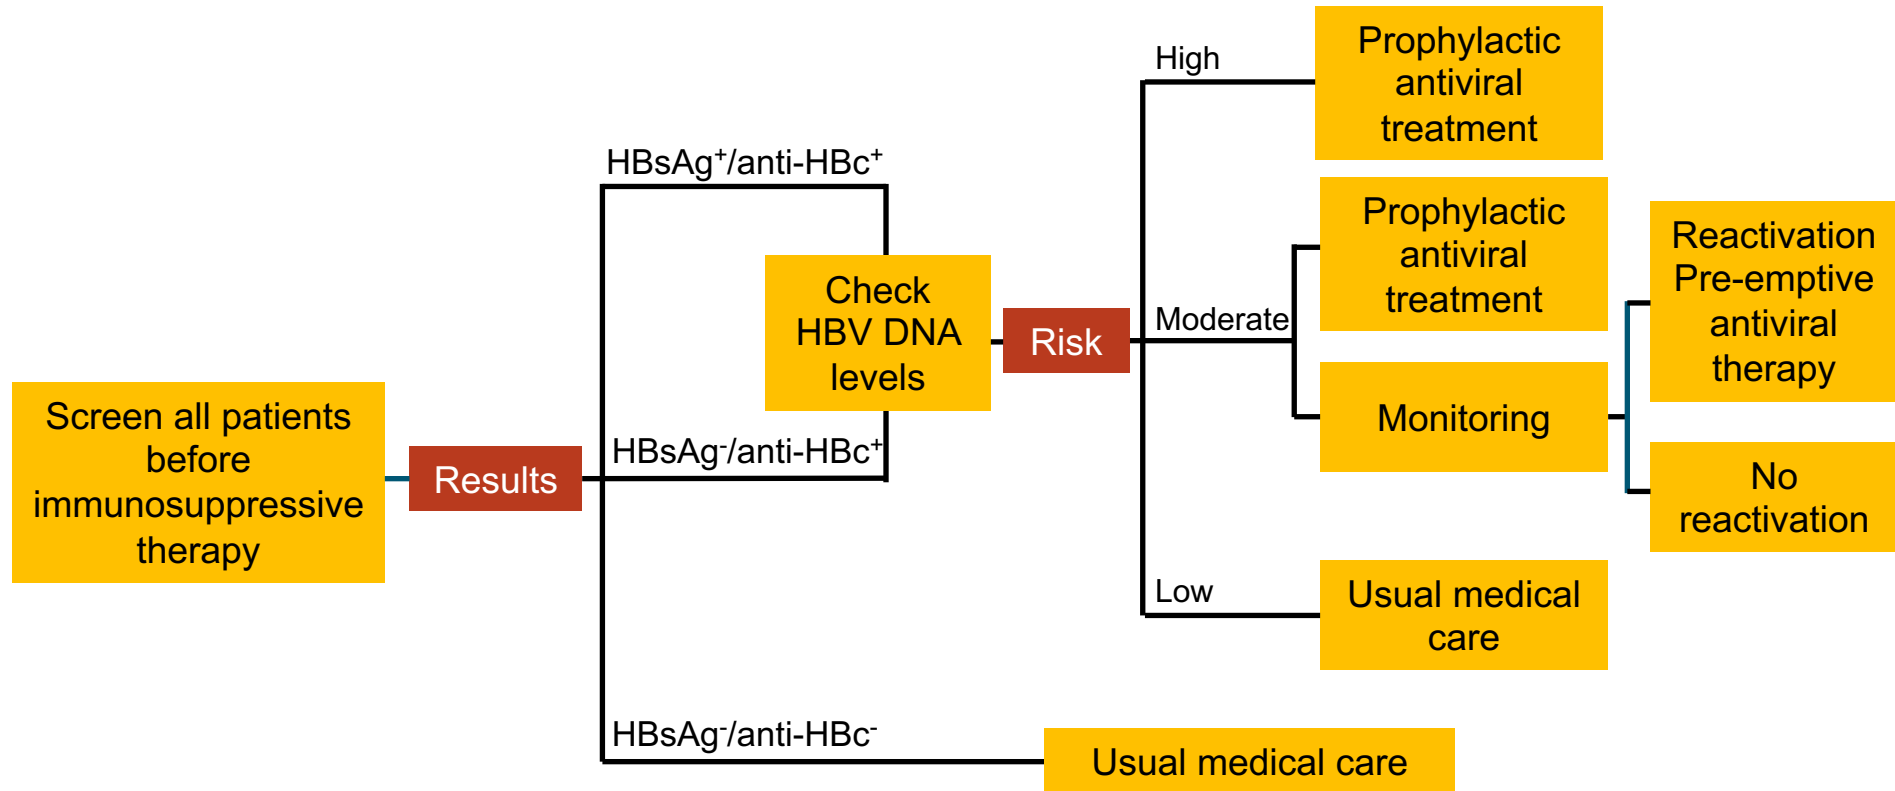 Screen all patients
before
immunosuppressive
therapy
Results
HBsAg⁺/anti-HBc⁺
HBsAg⁻/anti-HBc⁺
HBsAg⁻/anti-HBc⁻
Check
HBV DNA
levels
Risk
High
Moderate
Low
Prophylactic
antiviral
treatment
Prophylactic
antiviral
treatment
Monitoring
Usual medical
care
Reactivation
Pre-emptive
antiviral
therapy
No
reactivation
Usual medical care